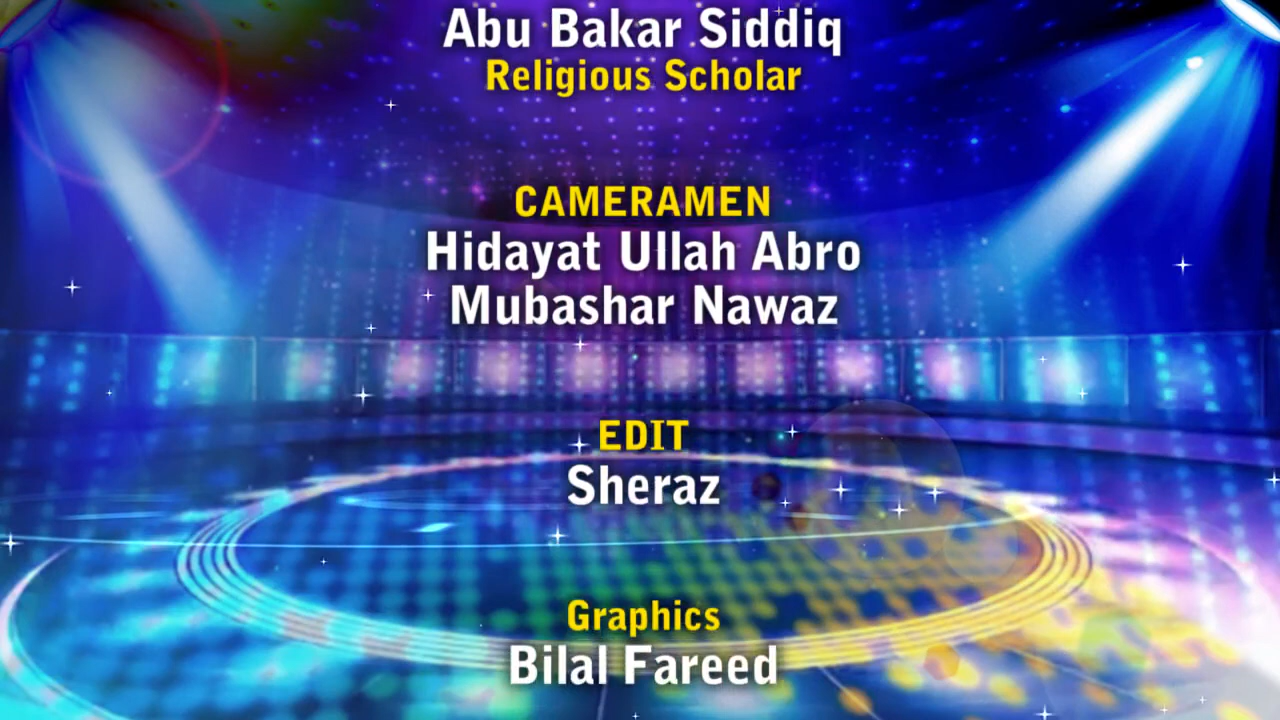 Abu Bakar Siddiq
Religious Scholar
CAMERAMEN
Hidayat Ullah Abro
Mubashar Nawaz
EDIT
Sheraz
Graphics
Bilal Fareed